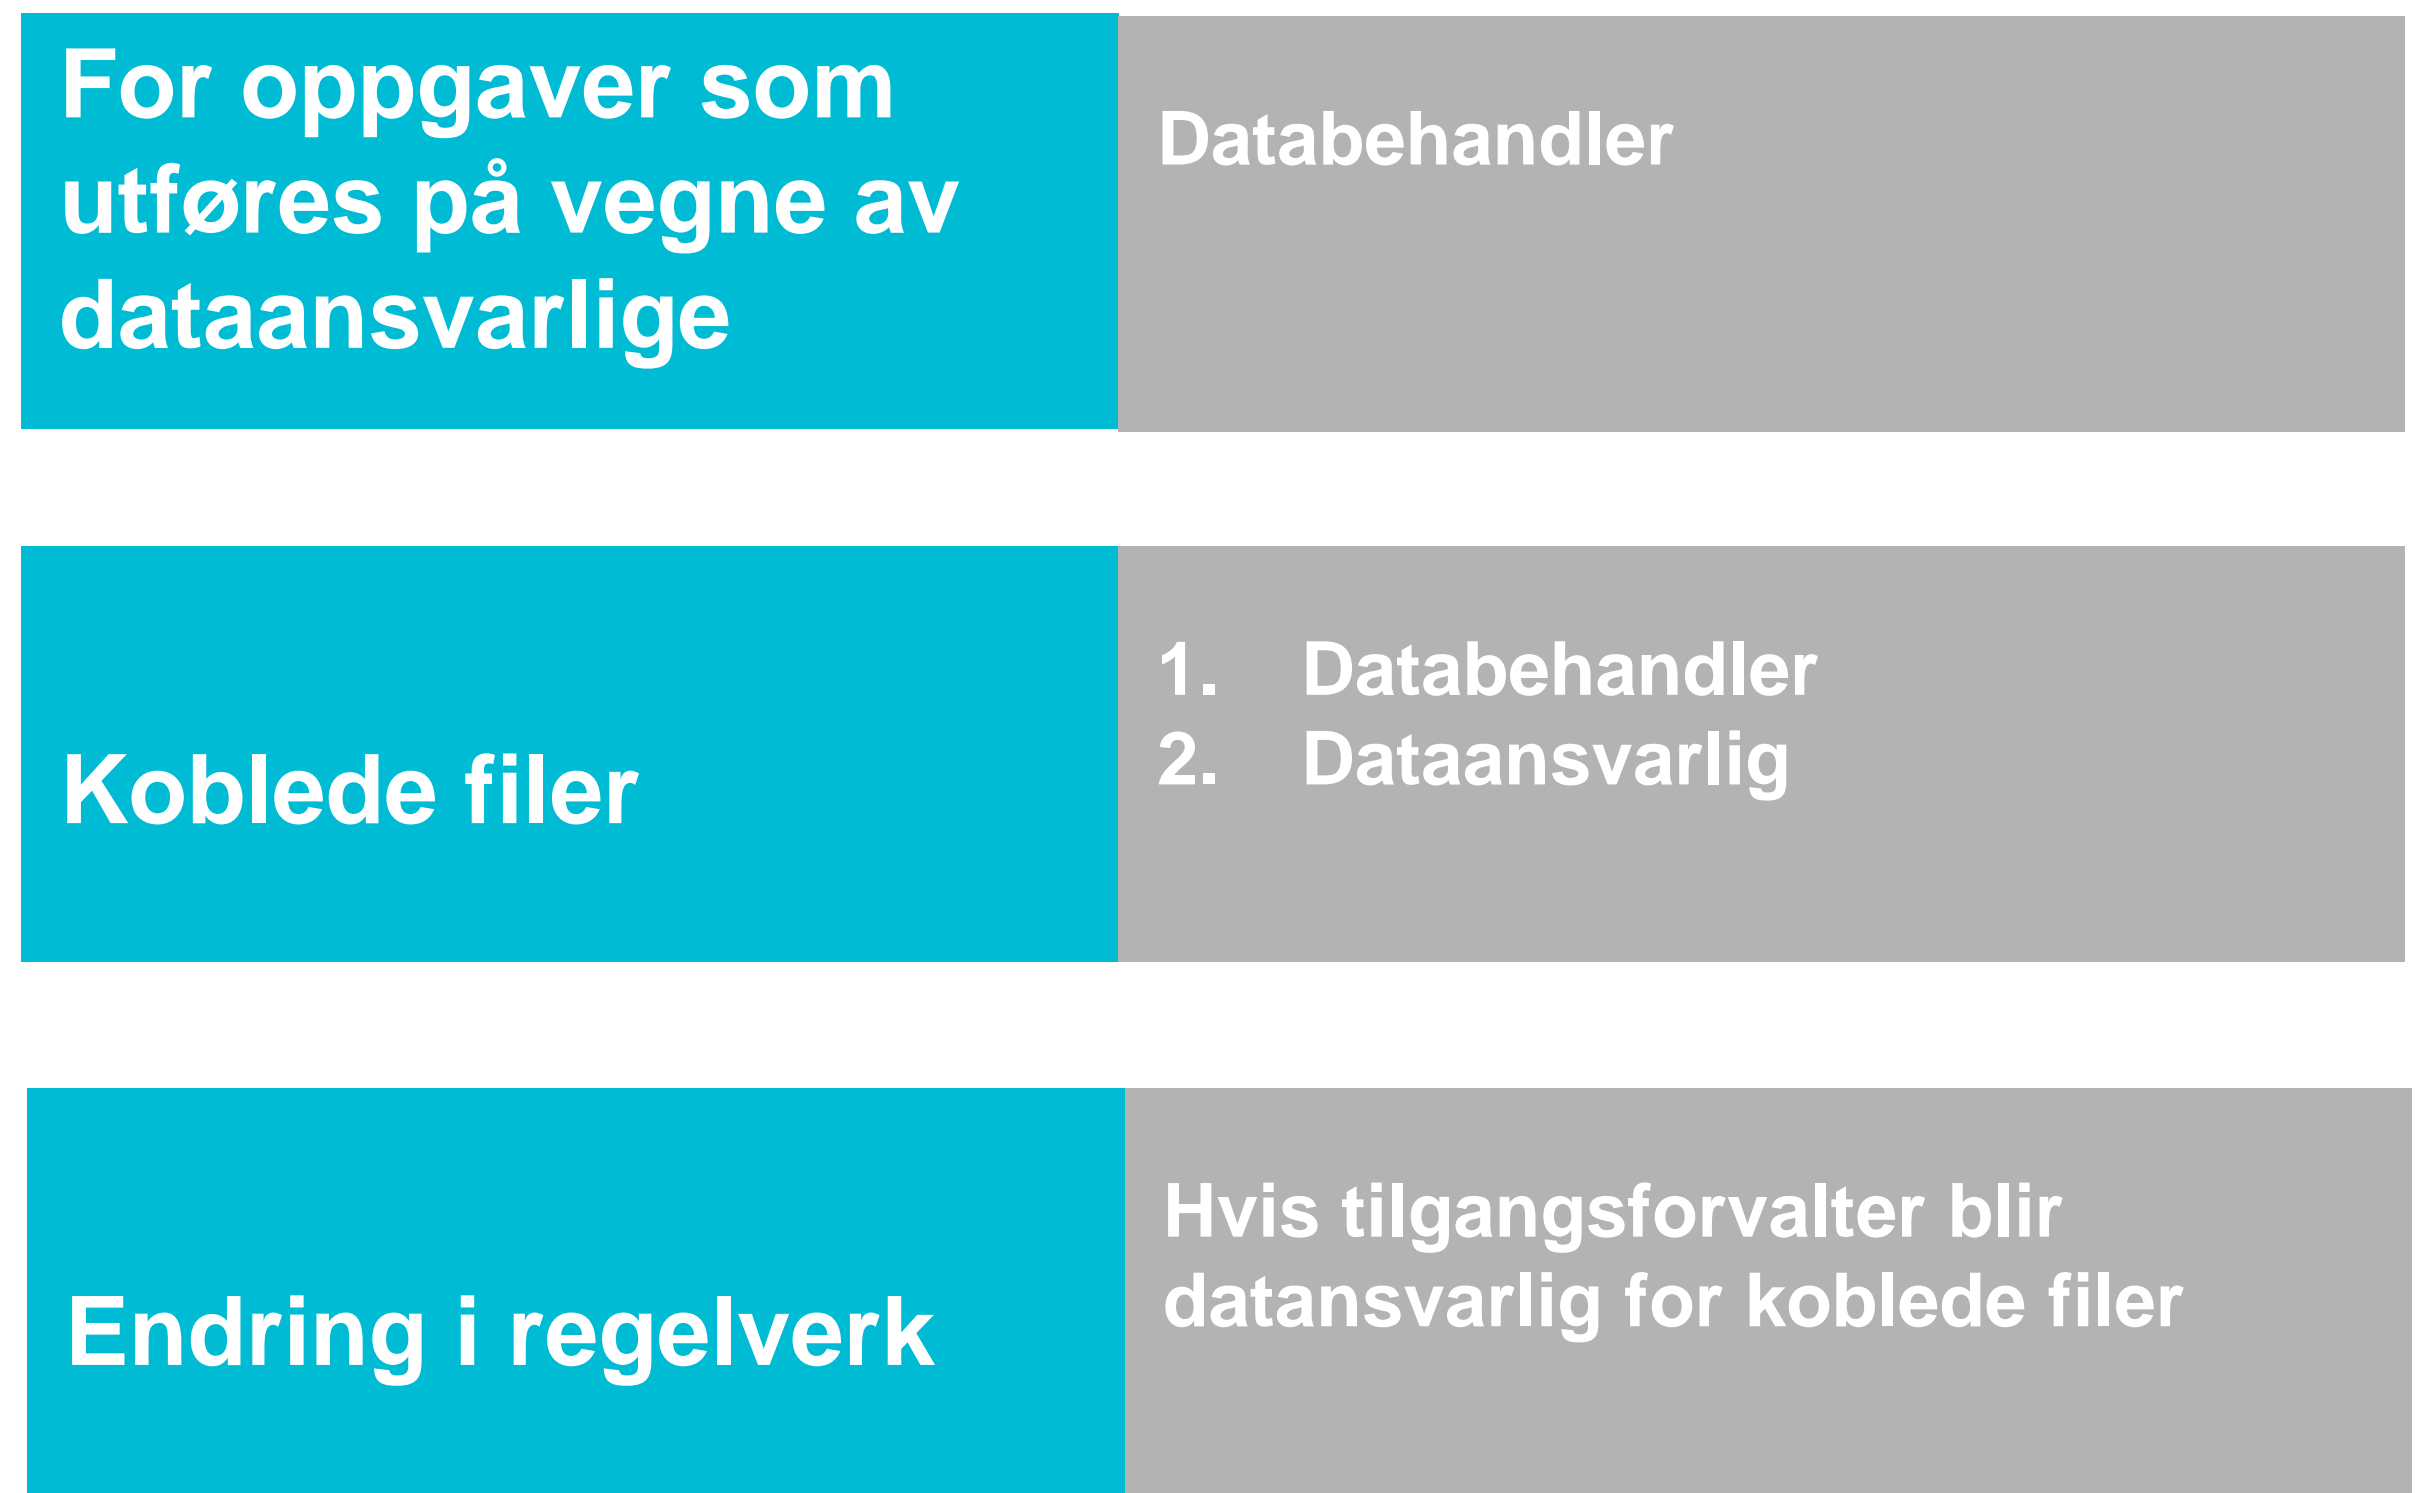 For oppgaver som
utføres på vegne av
dataansvarlige
Databehandler
Koblede filer
1. Databehandler
2. Dataansvarlig
Endring i regelverk
Hvis tilgangsforvalter blir
datansvarlig for koblede filer